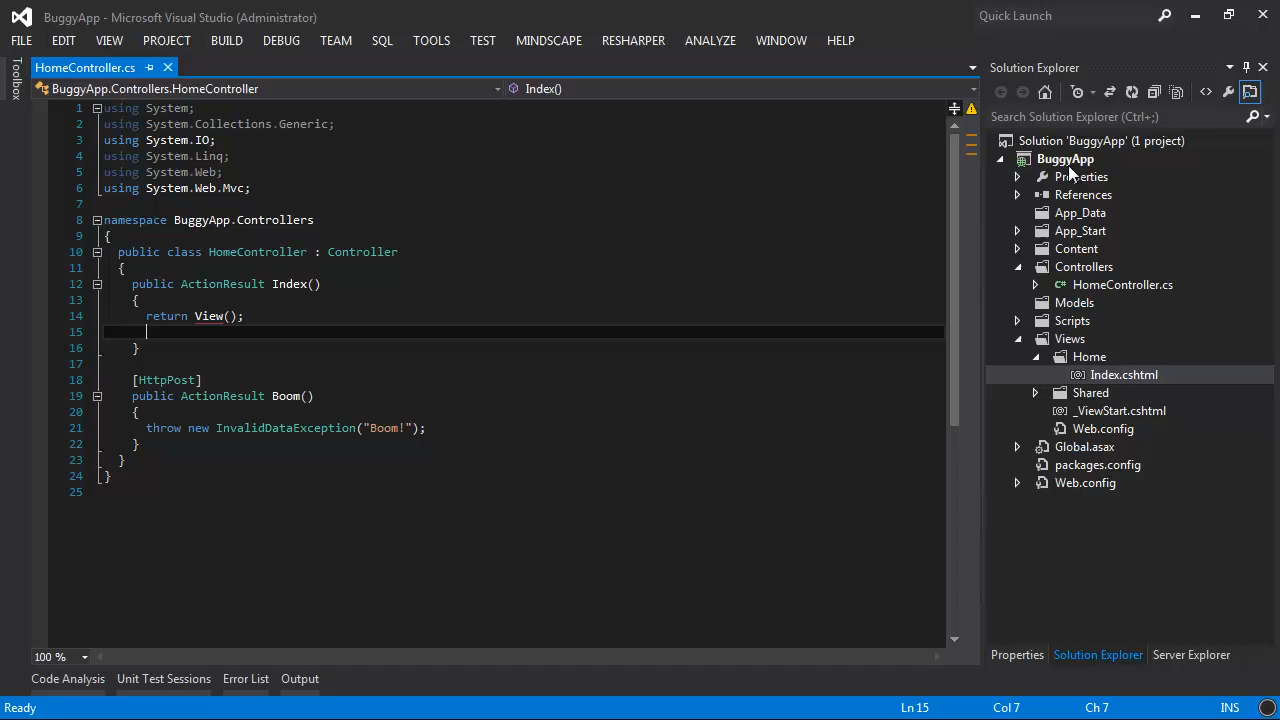 BuggyApp - Microsoft Visual Studio (Administrator)
Quick Launch
FILE EDIT VIEW PROJECT BUILD DEBUG TEAM SQL TOOLS TEST MINDSCAPE RESHARPER ANALYZE WINDOW HELP
Toolbox
HomeController.cs
BuggyApp.Controllers.HomeController
Index()
1 using System;
2 using System.Collections.Generic;
3 using System.IO;
4 using System.Linq;
5 using System.Web;
6 using System.Web.Mvc;
7
8 namespace BuggyApp.Controllers
9 {
10 public class HomeController : Controller
11 {
12 public ActionResult Index()
13 {
14 return View();
15
16 }
17
18 [HttpPost]
19 public ActionResult Boom()
20 {
21 throw new InvalidDataException("Boom!");
22 }
23 }
24 }
25
100 %
Solution Explorer
Search Solution Explorer (Ctrl+;)
Solution 'BuggyApp' (1 project)
BuggyApp
Properties
References
App_Data
App_Start
Content
Controllers
C# HomeController.cs
Models
Scripts
Views
Home
[@] Index.cshtml
Shared
[@] _ViewStart.cshtml
Web.config
Global.asax
packages.config
Web.config
Properties Solution Explorer Server Explorer
Code Analysis Unit Test Sessions Error List Output
Ready
Ln 15 Col 7 Ch 7 INS